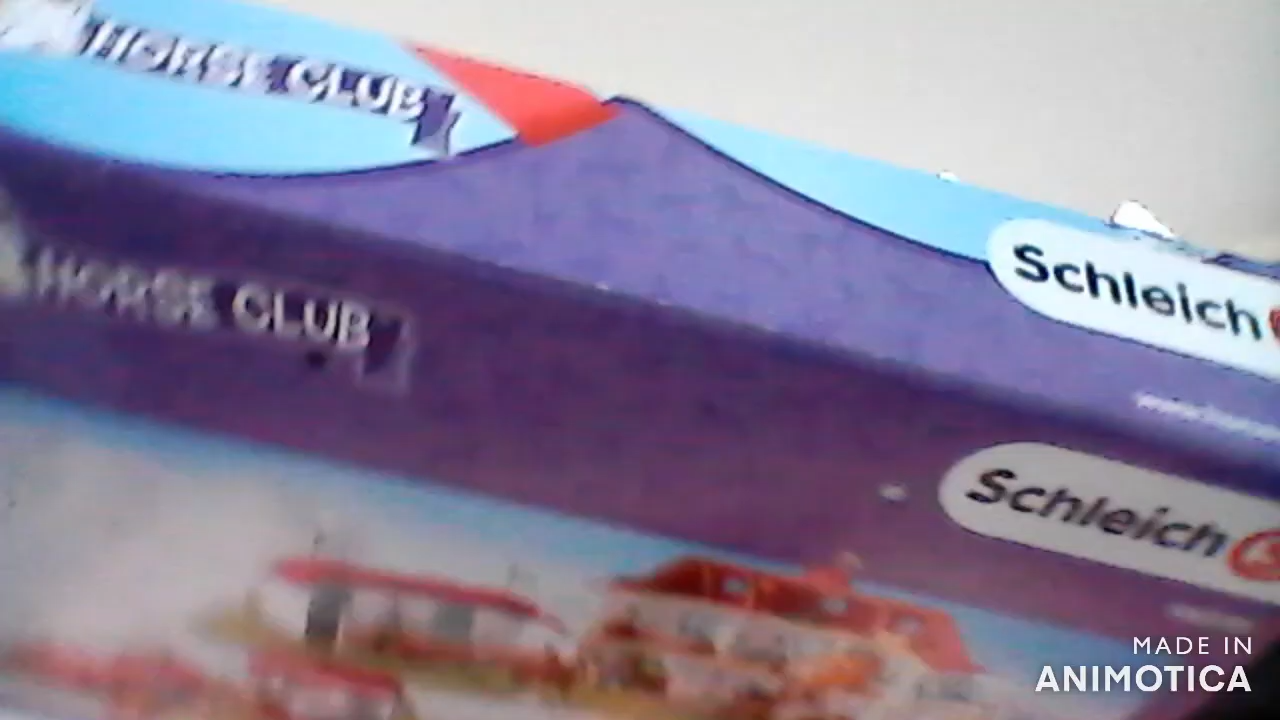 HORSE CLUB
Schleich
HORSE CLUB
Schleich
MADE IN
ANIMOTICA